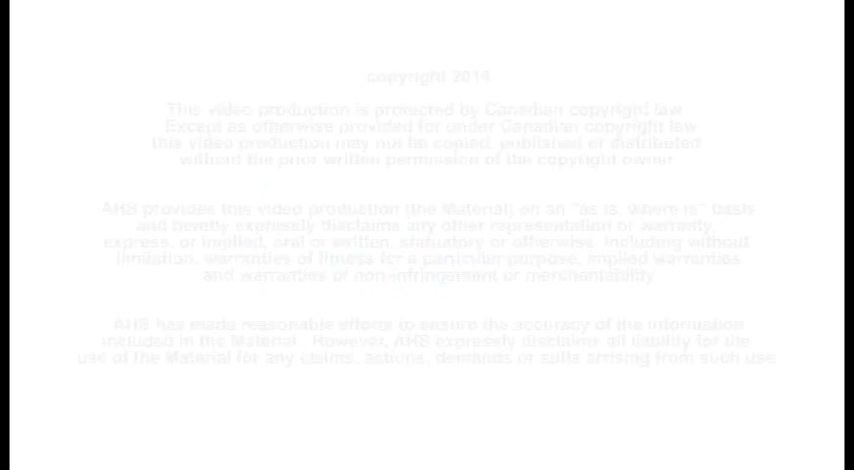 copyright 2014
This video production is protected by Canadian copyright law
Except as otherwise provided for under Canadian copyright law
this video production may not be copied, published or distributed
without the prior written permission of the copyright owner
AHS provides this video production (the Material) on an "as is, where is" basis
and hereby expressly disclaims any other representation or warranty,
express, or implied, oral or written, statutory or otherwise, including without
limitation, warranties of fitness for a particular purpose, implied warranties
and warranties of non-infringement or merchantability
AHS has made reasonable efforts to ensure the accuracy of the information
included in the Material. However, AHS expressly disclaims all liability for the
use of the Material for any claims, actions, demands or suits arising from such use